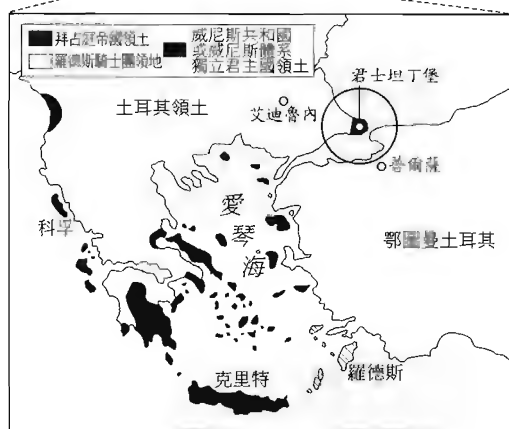 拜占庭帝國領土
羅德斯騎士團領地
威尼斯共和國
或威尼斯體系
獨立君主國領土
君士坦丁堡
艾迪魯內
土耳其領土
普爾薩
科孚
愛琴海
鄂圖曼土耳其
羅德斯
克里特